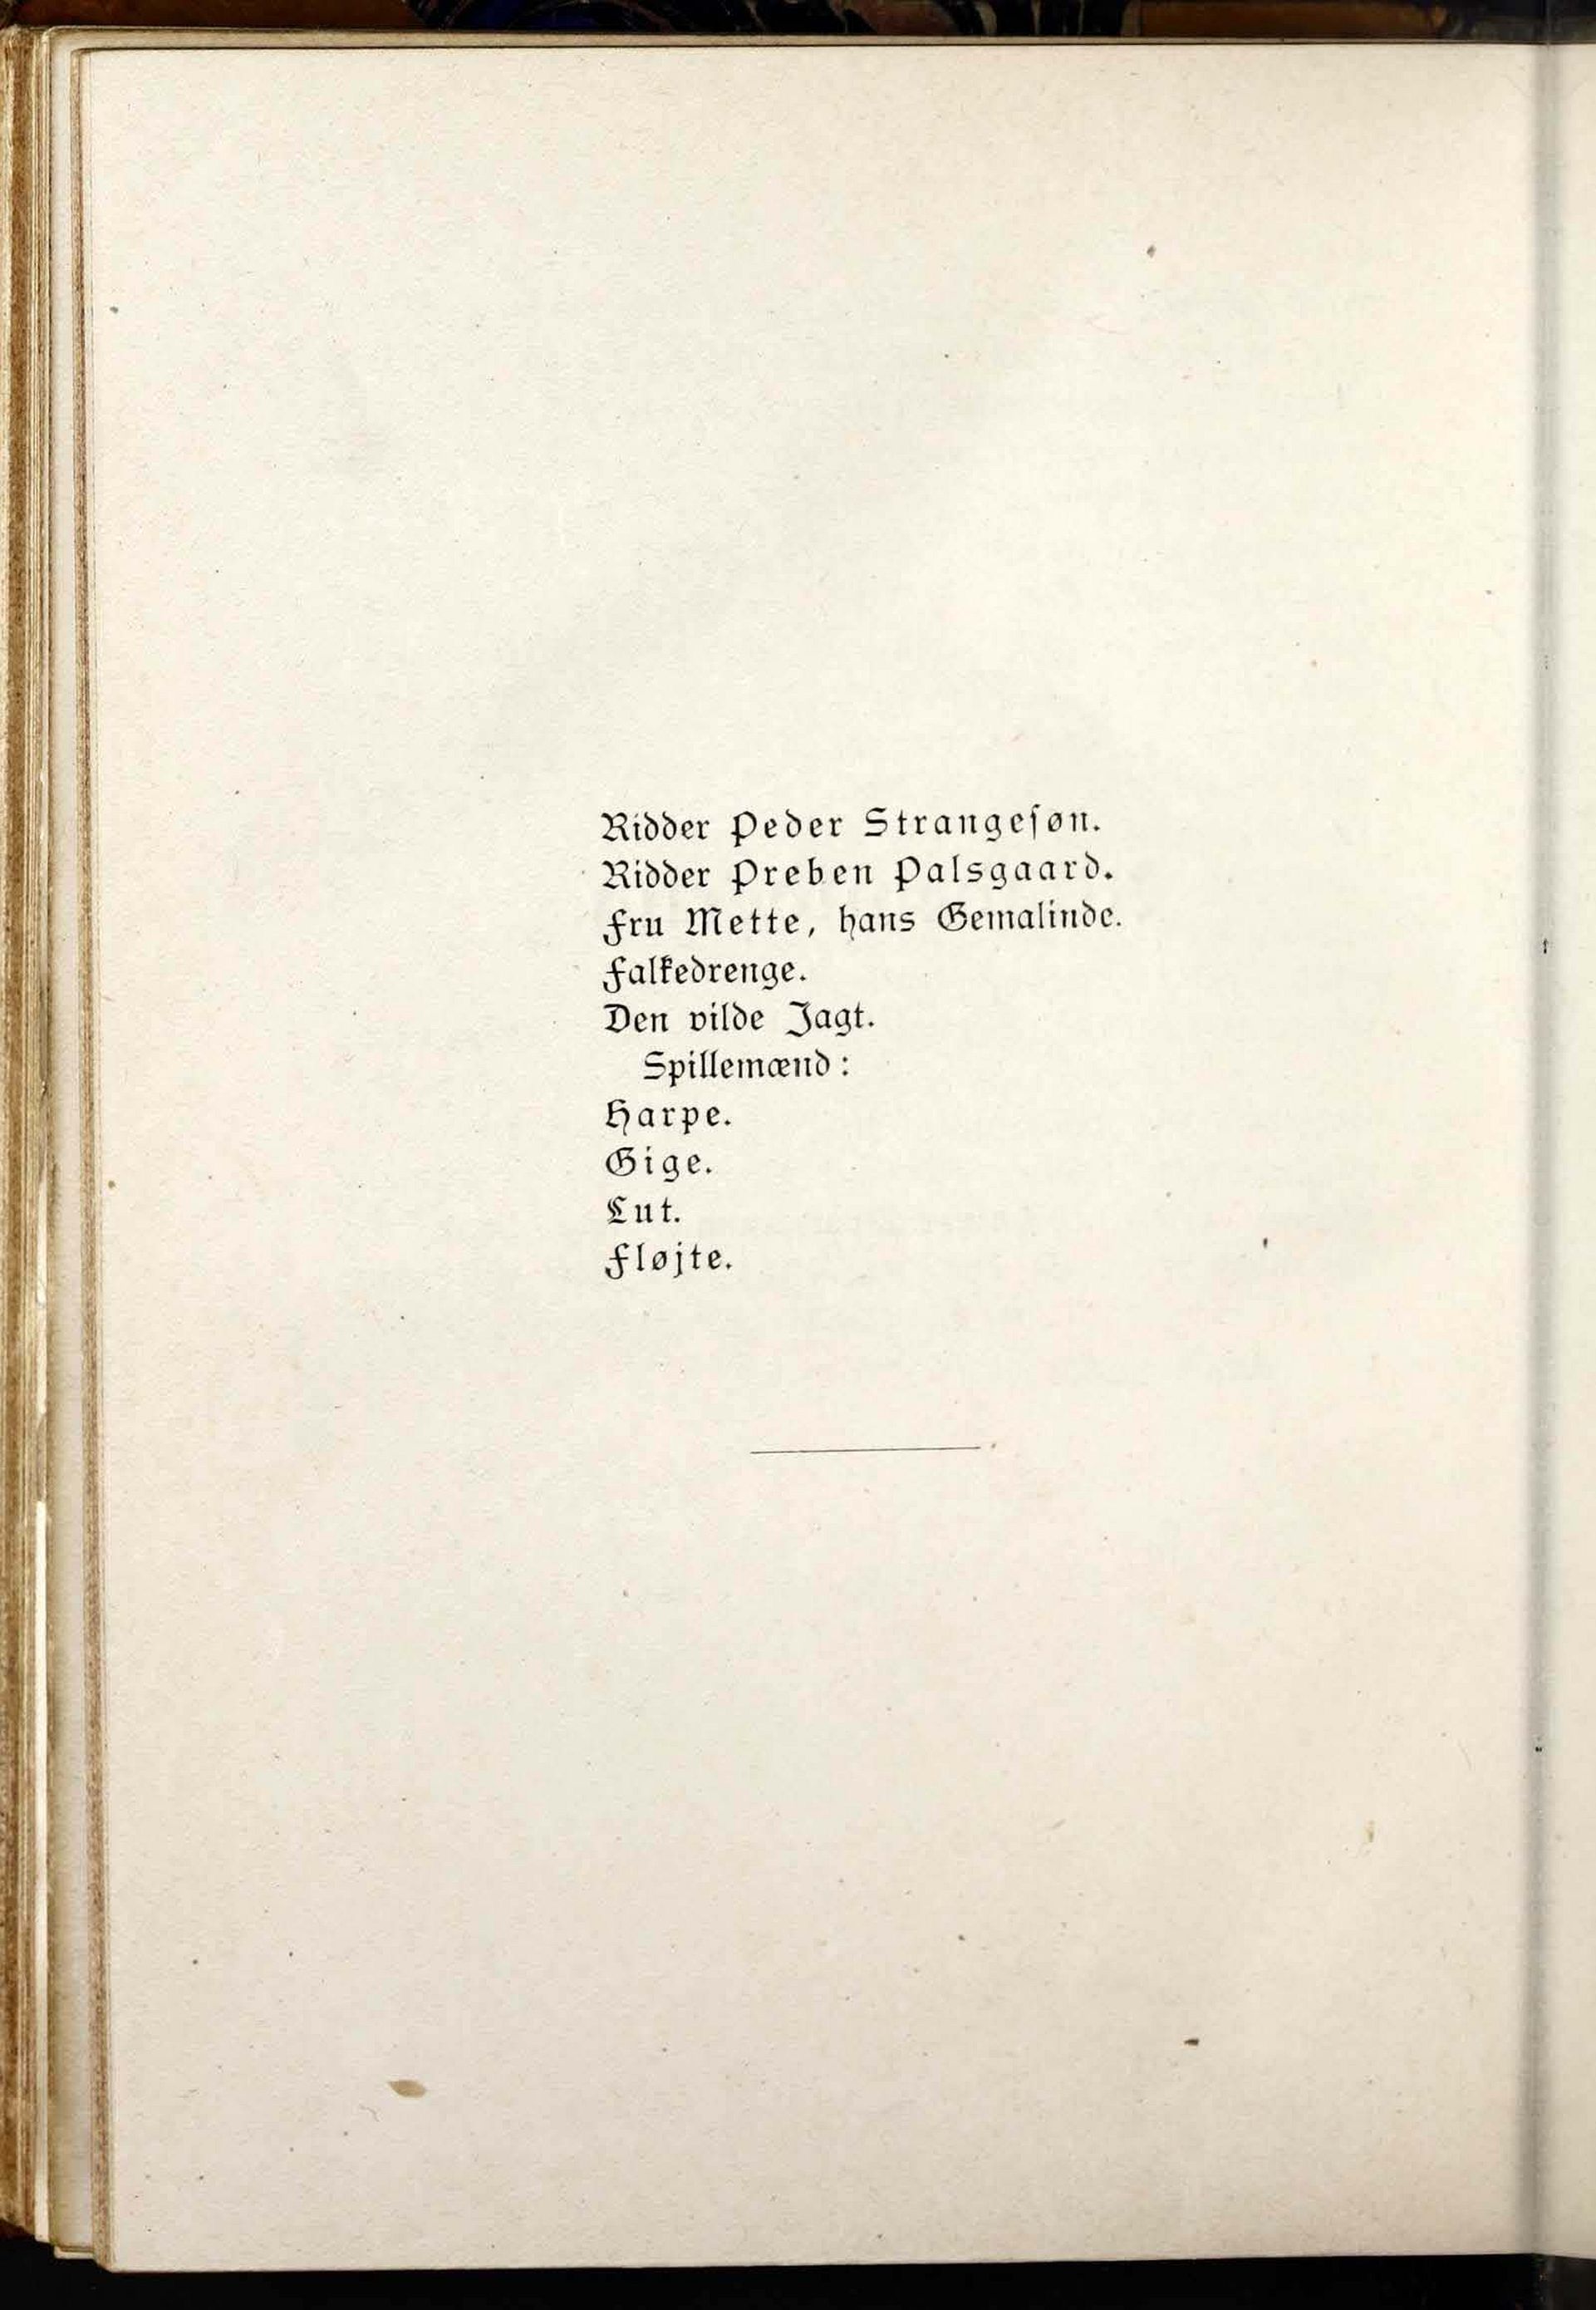 Ridder Peder Strangesøn.
Ridder Preben Palsgaard.
Fru Mette, hans Gemalinde.
Falkedrenge.
Den vilde Jagt.
Spillemænd:
Harpe.
Gige.
Lut.
Fløjte.